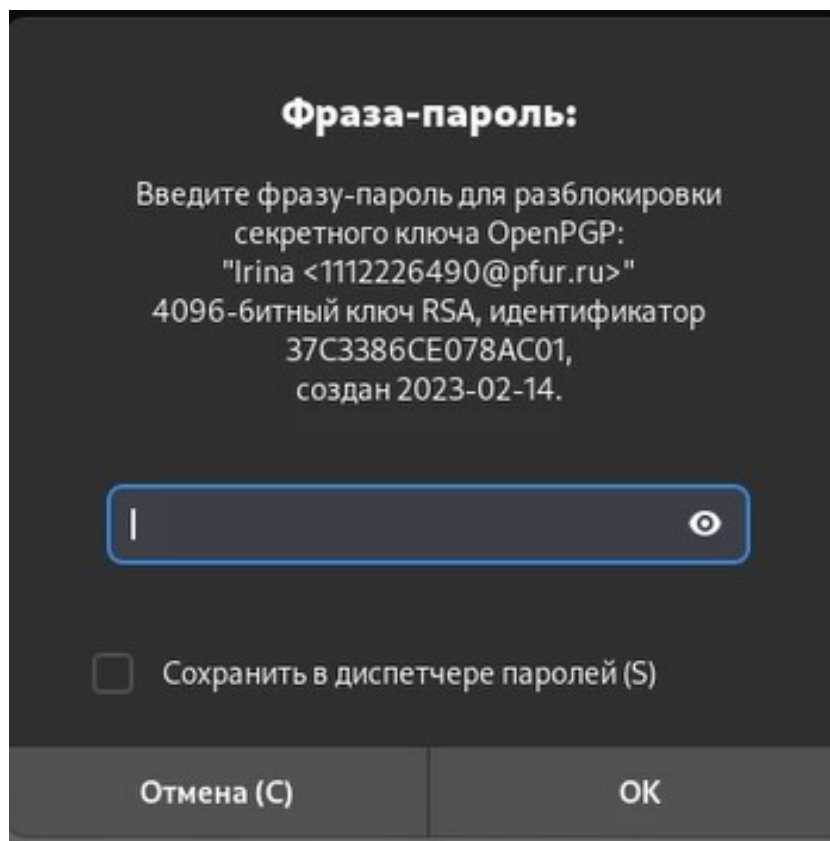 Фраза-пароль:
Введите фразу-пароль для разблокировки
секретного ключа OpenPGP:
"Irina <1112226490@pfur.ru>"
4096-битный ключ RSA, идентификатор
37C3386CE078AC01,
создан 2023-02-14.
Сохранить в диспетчере паролей (S)
Отмена (C)
OK